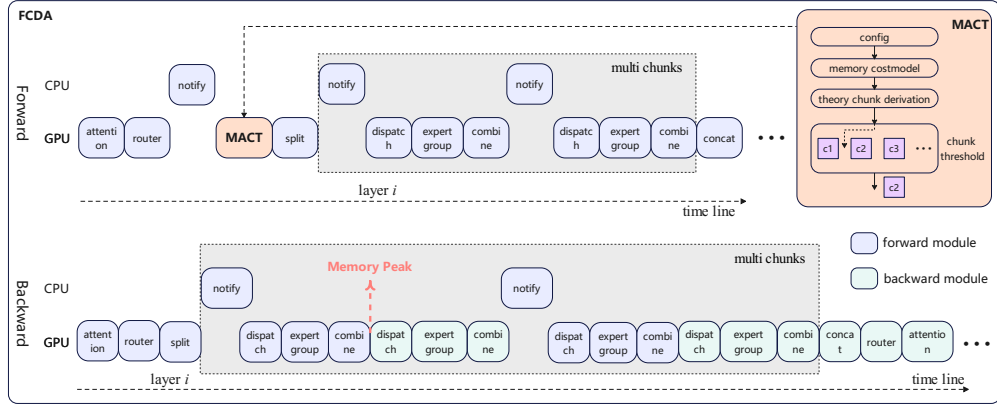 FCDA
MACT
config
memory costmodel
theory chunk derivation
c1
c2
c3
...
chunk
threshold
c2
Forward
CPU
notify
notify
notify
multi chunks
GPU
attenti
on
router
MACT
split
dispatc
h
expert
group
combi
ne
dispatc
h
expert
group
combi
ne
concat
...
layer i
time line
forward module
backward module
Backward
CPU
notify
Memory Peak
notify
multi chunks
GPU
attent
ion
router
split
dispat
ch
expert
group
combi
ne
dispat
ch
expert
group
combi
ne
dispat
ch
expert
group
combi
ne
dispat
ch
expert
group
combi
ne
conca
t
router
attentio
n
...
layer i
time line